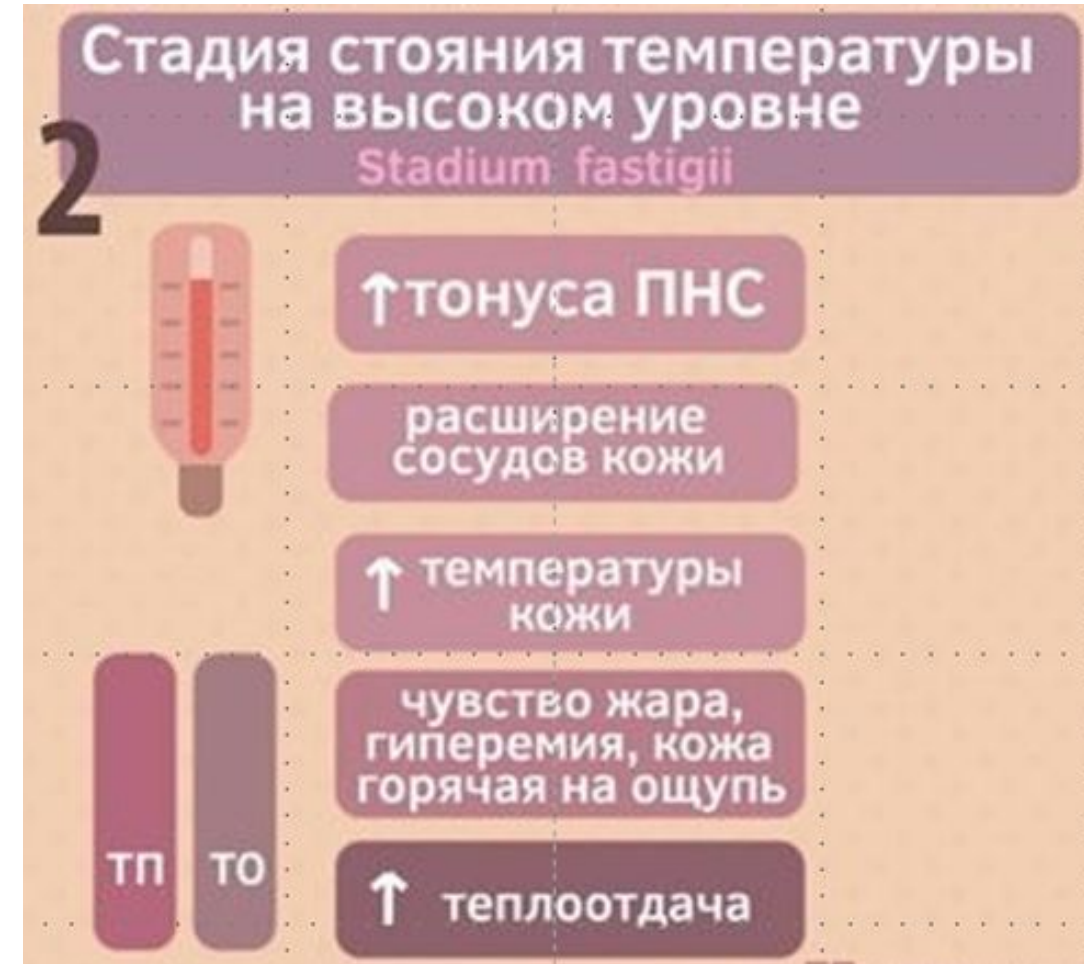 Стадия стояния температуры
на высоком уровне
Stadium fastigii
2
↑тонуса ПНС
расширение
сосудов кожи
↑ температуры
кожи
чувство жара,
гиперемия, кожа
горячая на ощупь
ТП ТО
↑ теплоотдача